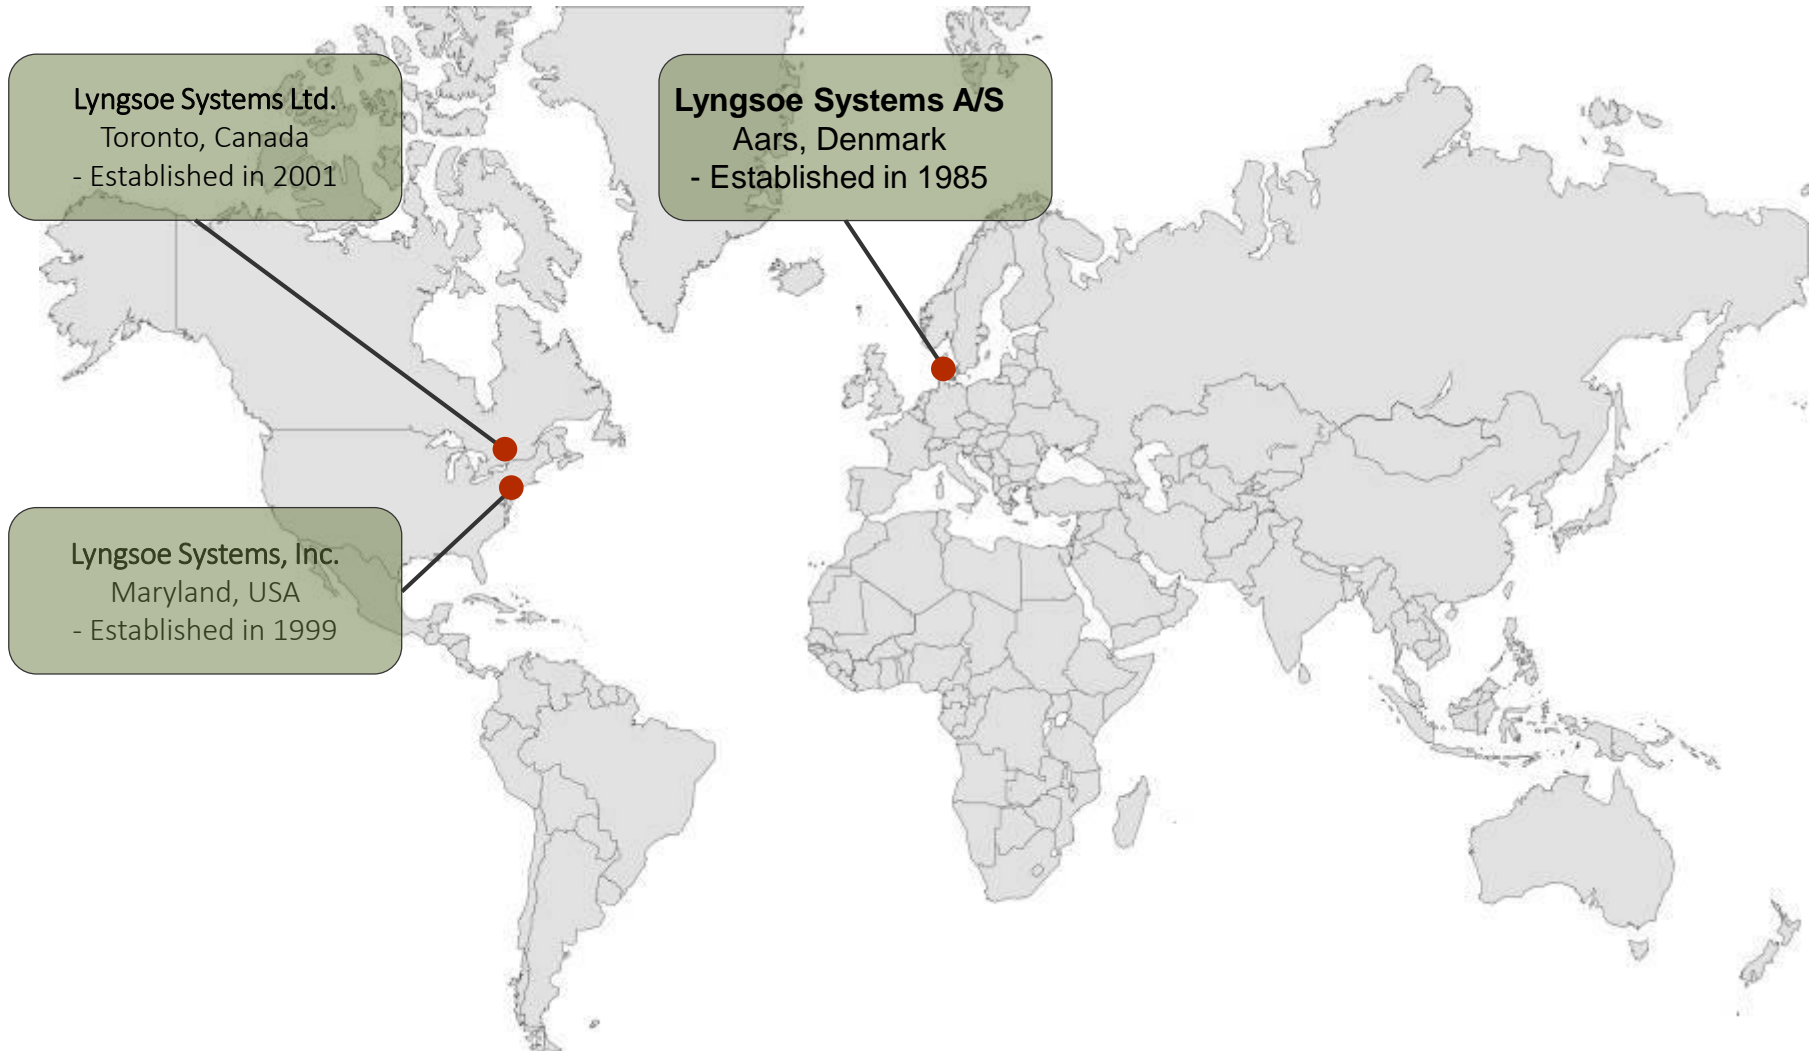 Lyngsoe Systems Ltd.
Toronto, Canada
- Established in 2001
Lyngsoe Systems A/S
Aars, Denmark
- Established in 1985
Lyngsoe Systems, Inc.
Maryland, USA
- Established in 1999